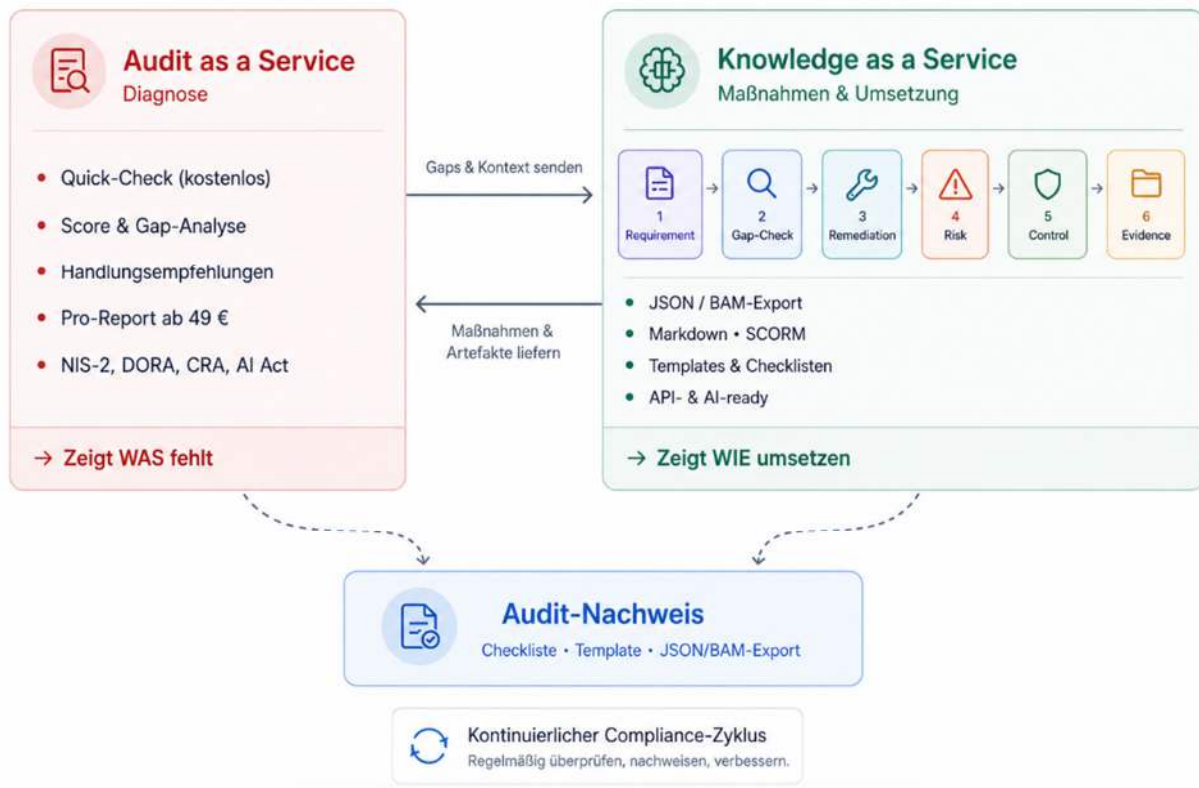 Audit as a Service
Diagnose
• Quick-Check (kostenlos)
• Score & Gap-Analyse
• Handlungsempfehlungen
• Pro-Report ab 49 €
• NIS-2, DORA, CRA, AI Act
→ Zeigt WAS fehlt
Gaps & Kontext senden
Maßnahmen &
Artefakte liefern
Knowledge as a Service
Maßnahmen & Umsetzung
1
Requirement
2
Gap-Check
3
Remediation
4
Risk
5
Control
6
Evidence
• JSON / BAM-Export
• Markdown • SCORM
• Templates & Checklisten
• API- & AI-ready
→ Zeigt WIE umsetzen
Audit-Nachweis
Checkliste • Template • JSON/BAM-Export
Kontinuierlicher Compliance-Zyklus
Regelmäßig überprüfen, nachweisen, verbessern.